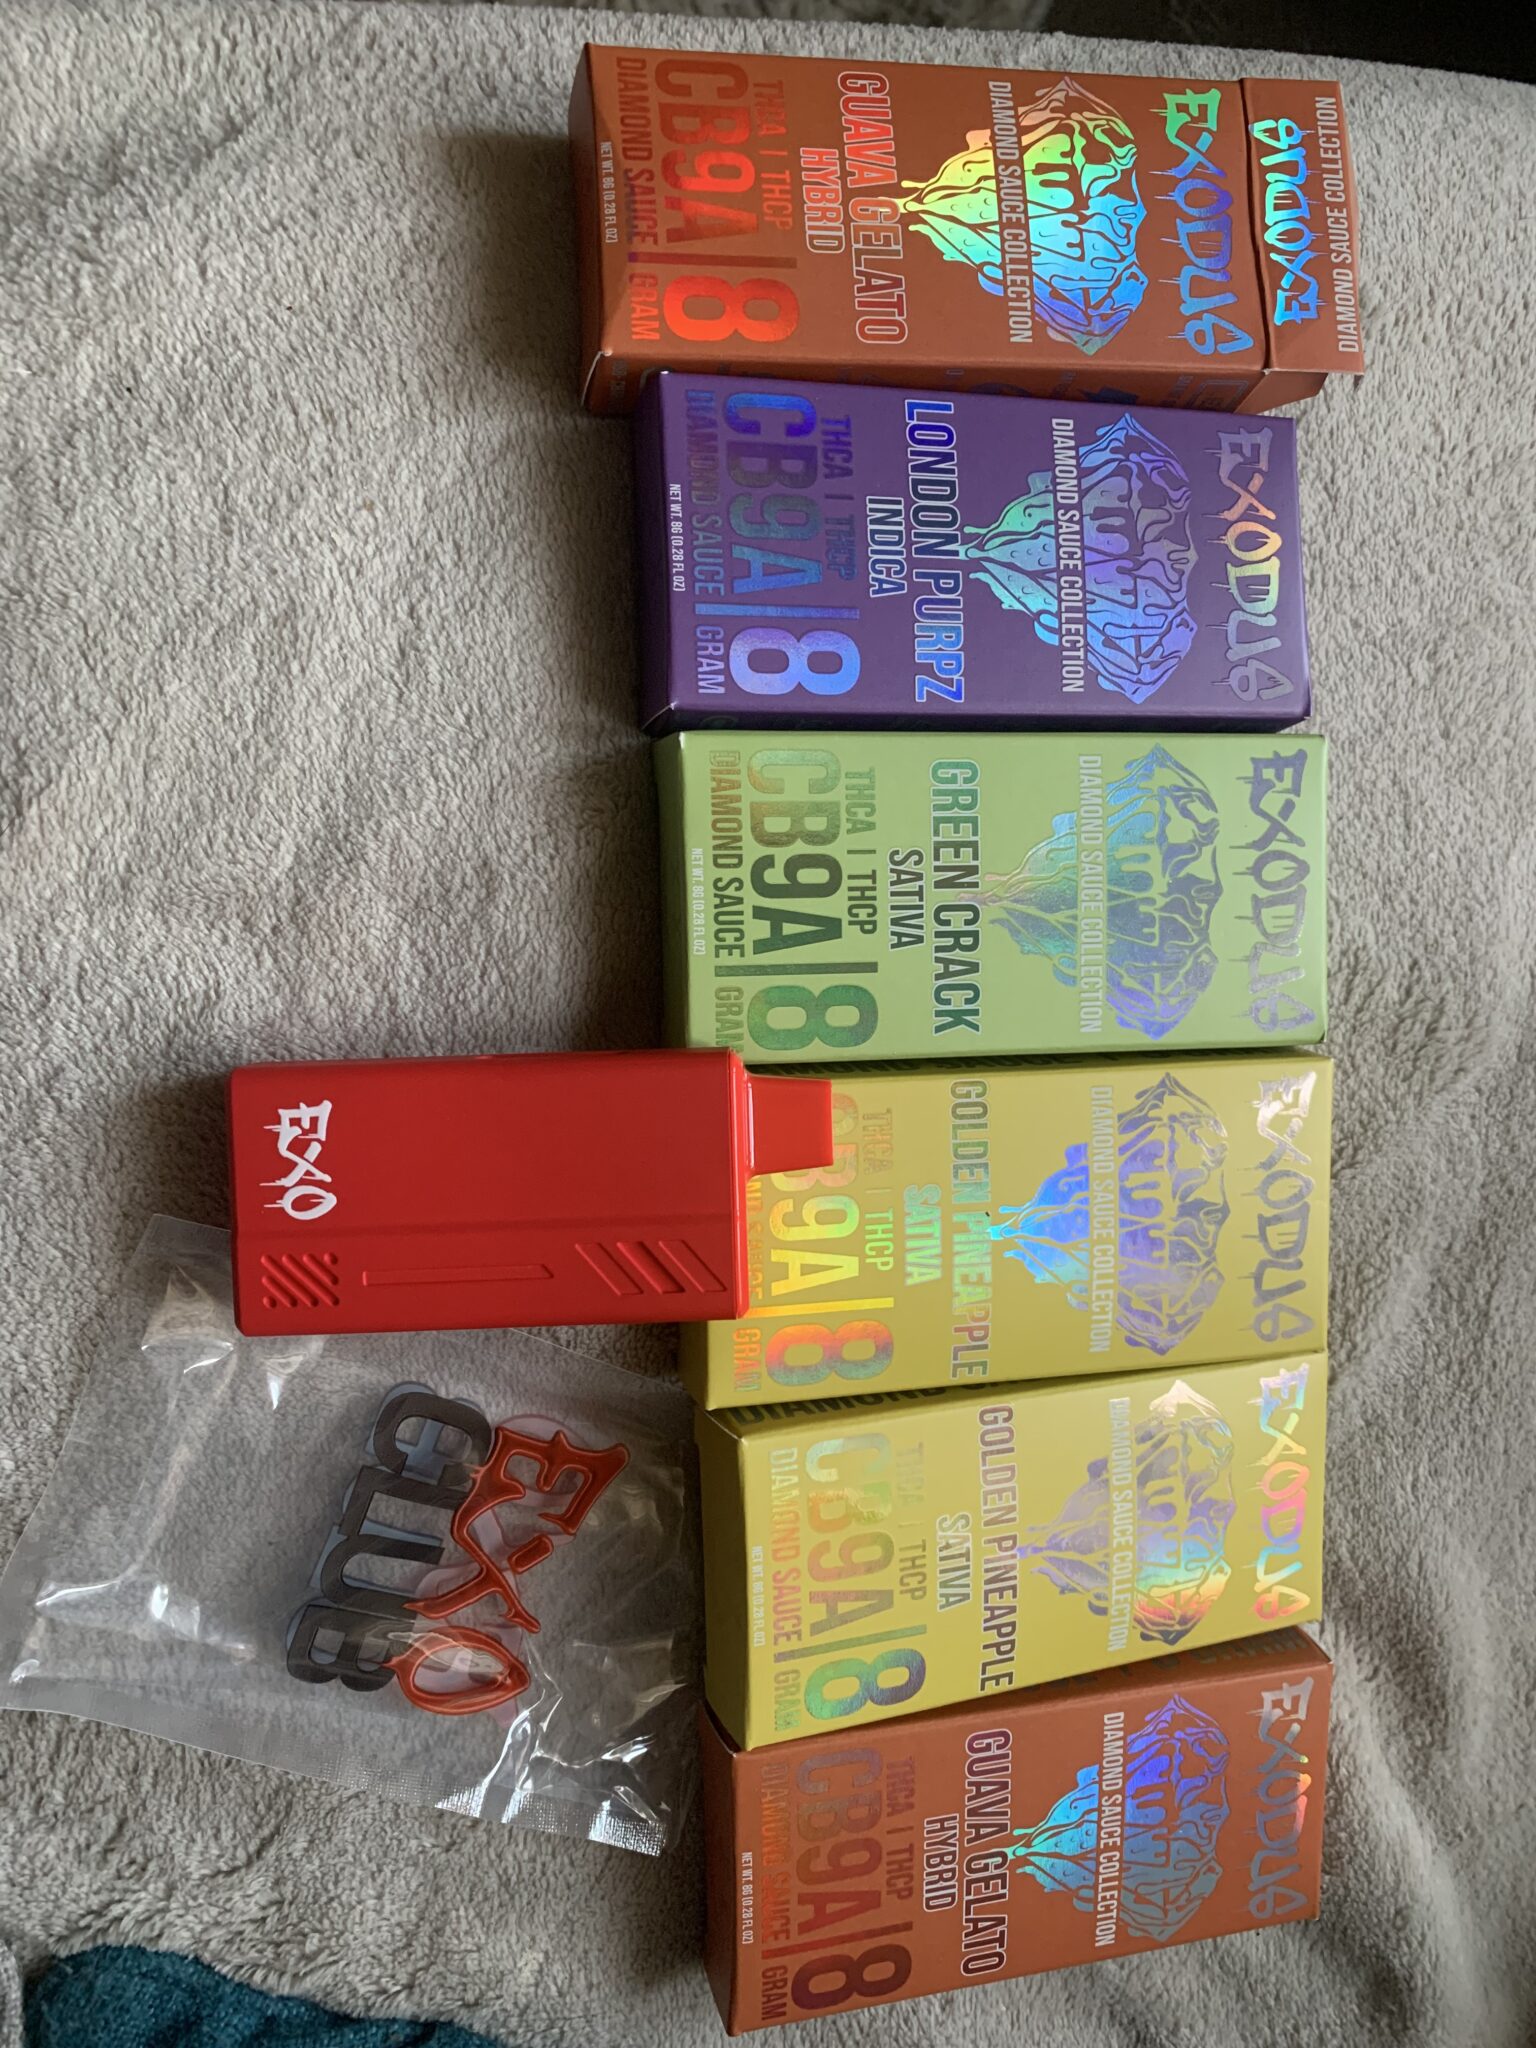 EXODUS
DIAMOND SAUCE COLLECTION
EXODUS
DIAMOND SAUCE COLLECTION
GUAVA GELATO
HYBRID
THCA | THCP
CB9A | 8
DIAMOND SAUCE | GRAM
NET WT. 8G (0.28 FL OZ)
EXODUS
DIAMOND SAUCE COLLECTION
LONDON PURPZ
INDICA
THCA | THCP
CB9A | 8
DIAMOND SAUCE | GRAM
NET WT. 8G (0.28 FL OZ)
EXODUS
DIAMOND SAUCE COLLECTION
GREEN CRACK
SATIVA
THCA | THCP
CB9A | 8
DIAMOND SAUCE | GRAM
NET WT. 8G (0.28 FL OZ)
EXODUS
DIAMOND SAUCE COLLECTION
GOLDEN PINEAPPLE
SATIVA
THCA | THCP
CB9A | 8
SAUCE | GRAM
EXODUS
DIAMOND SAUCE COLLECTION
GOLDEN PINEAPPLE
SATIVA
THCA | THCP
CB9A | 8
DIAMOND SAUCE | GRAM
NET WT. 8G (0.28 FL OZ)
EXODUS
DIAMOND SAUCE COLLECTION
GUAVA GELATO
HYBRID
THCA | THCP
CB9A | 8
DIAMOND SAUCE | GRAM
NET WT. 8G (0.28 FL OZ)
EXO
EXO
CLUB